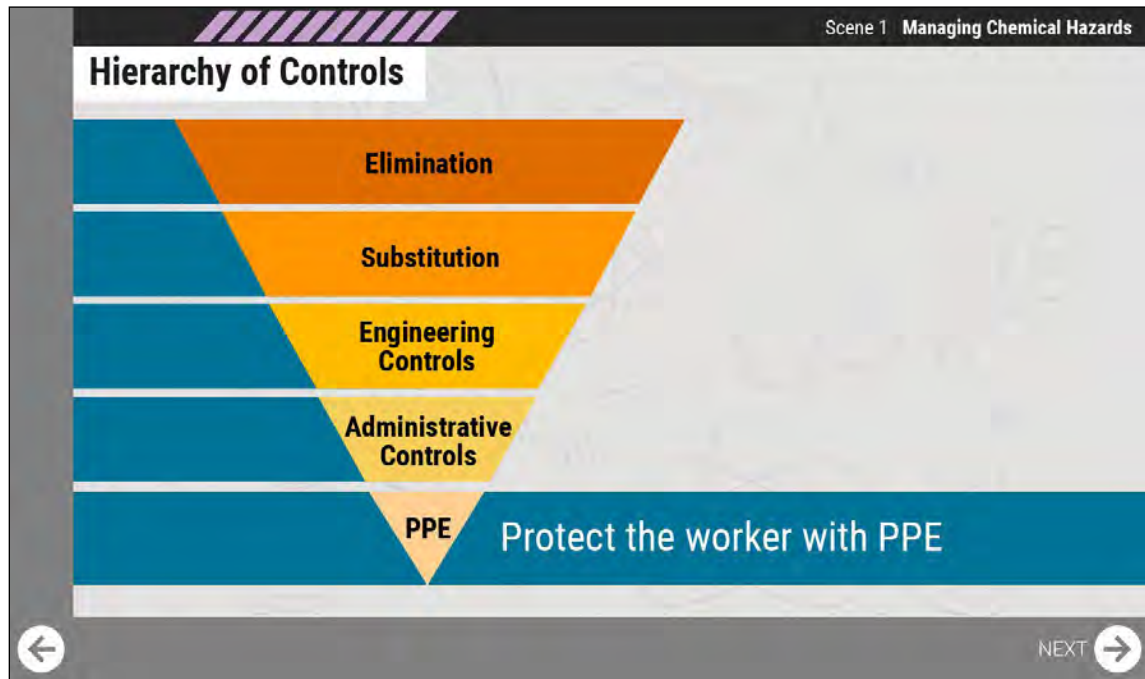 Scene 1 Managing Chemical Hazards
Hierarchy of Controls
Elimination
Substitution
Engineering
Controls
Administrative
Controls
PPE
Protect the worker with PPE
NEXT